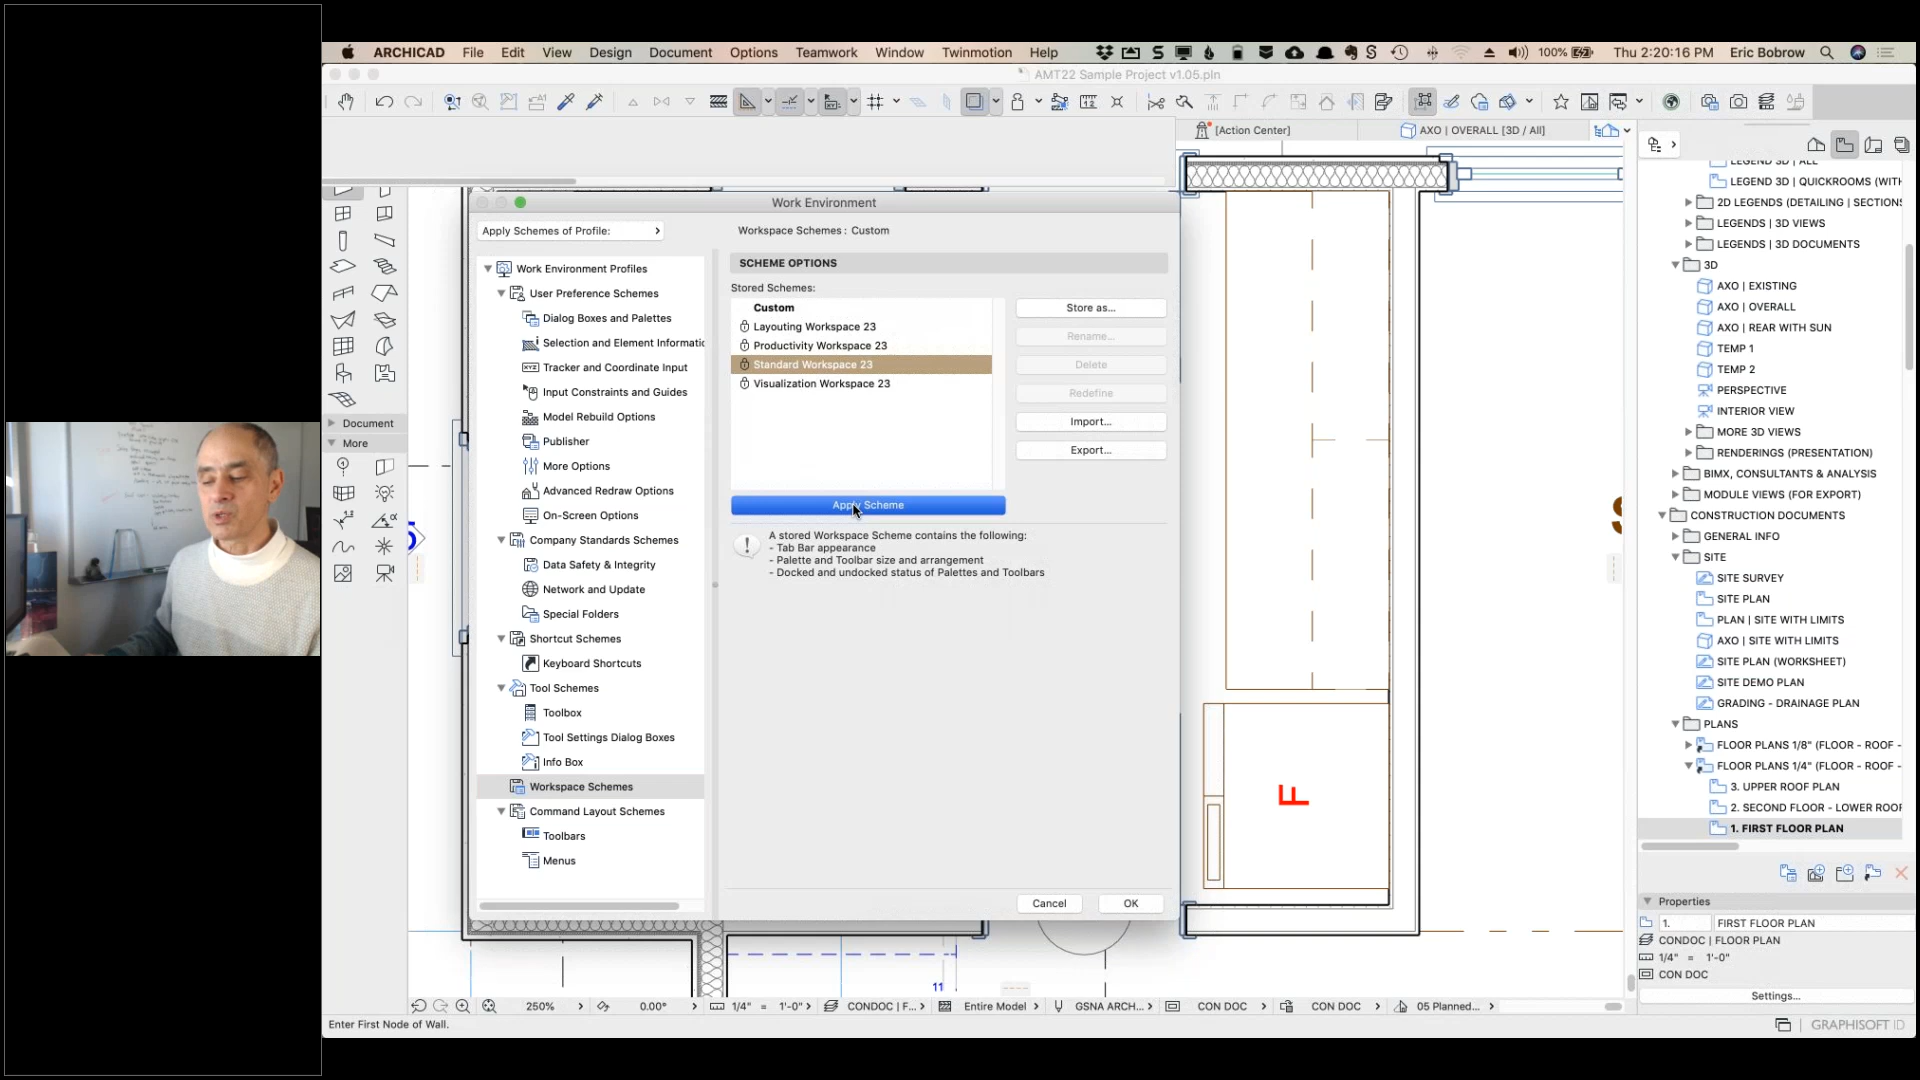 ARCHICAD File Edit View Design Document Options Teamwork Window Twinmotion Help 100% Thu 2:20:16 PM Eric Bobrow
AMT22 Sample Project v1.05.pln
[Action Center]
AXO | OVERALL [3D / All]
Work Environment
Apply Schemes of Profile:
Workspace Schemes : Custom
Work Environment Profiles
User Preference Schemes
Dialog Boxes and Palettes
Selection and Element Informatic
Tracker and Coordinate Input
Input Constraints and Guides
Model Rebuild Options
Publisher
More Options
Advanced Redraw Options
On-Screen Options
Company Standards Schemes
Data Safety & Integrity
Network and Update
Special Folders
Shortcut Schemes
Keyboard Shortcuts
Tool Schemes
Toolbox
Tool Settings Dialog Boxes
Info Box
Workspace Schemes
Command Layout Schemes
Toolbars
Menus
SCHEME OPTIONS
Stored Schemes:
Custom
Layouting Workspace 23
Productivity Workspace 23
Standard Workspace 23
Visualization Workspace 23
Store as...
Rename...
Delete
Redefine
Import...
Export...
Apply Scheme
A stored Workspace Scheme contains the following:
- Tab Bar appearance
- Palette and Toolbar size and arrangement
- Docked and undocked status of Palettes and Toolbars
Cancel
OK
Document
More
F
11
LEGEND 3D | ALL
LEGEND 3D | QUICKROOMS (WITH
2D LEGENDS (DETAILING | SECTIONS
LEGENDS | 3D VIEWS
LEGENDS | 3D DOCUMENTS
3D
AXO | EXISTING
AXO | OVERALL
AXO | REAR WITH SUN
TEMP 1
TEMP 2
PERSPECTIVE
INTERIOR VIEW
MORE 3D VIEWS
RENDERINGS (PRESENTATION)
BIMX, CONSULTANTS & ANALYSIS
MODULE VIEWS (FOR EXPORT)
CONSTRUCTION DOCUMENTS
GENERAL INFO
SITE
SITE SURVEY
SITE PLAN
PLAN | SITE WITH LIMITS
AXO | SITE WITH LIMITS
SITE PLAN (WORKSHEET)
SITE DEMO PLAN
GRADING - DRAINAGE PLAN
PLANS
FLOOR PLANS 1/8" (FLOOR - ROOF -
FLOOR PLANS 1/4" (FLOOR - ROOF -
3. UPPER ROOF PLAN
2. SECOND FLOOR - LOWER ROOF
1. FIRST FLOOR PLAN
Properties
1. FIRST FLOOR PLAN
CONDOC | FLOOR PLAN
1/4" = 1'-0"
CON DOC
Settings...
250% 0.00° 1/4" = 1'-0" CONDOC | F... Entire Model GSNA ARCH... CON DOC CON DOC 05 Planned...
Enter First Node of Wall.
GRAPHISOFT ID